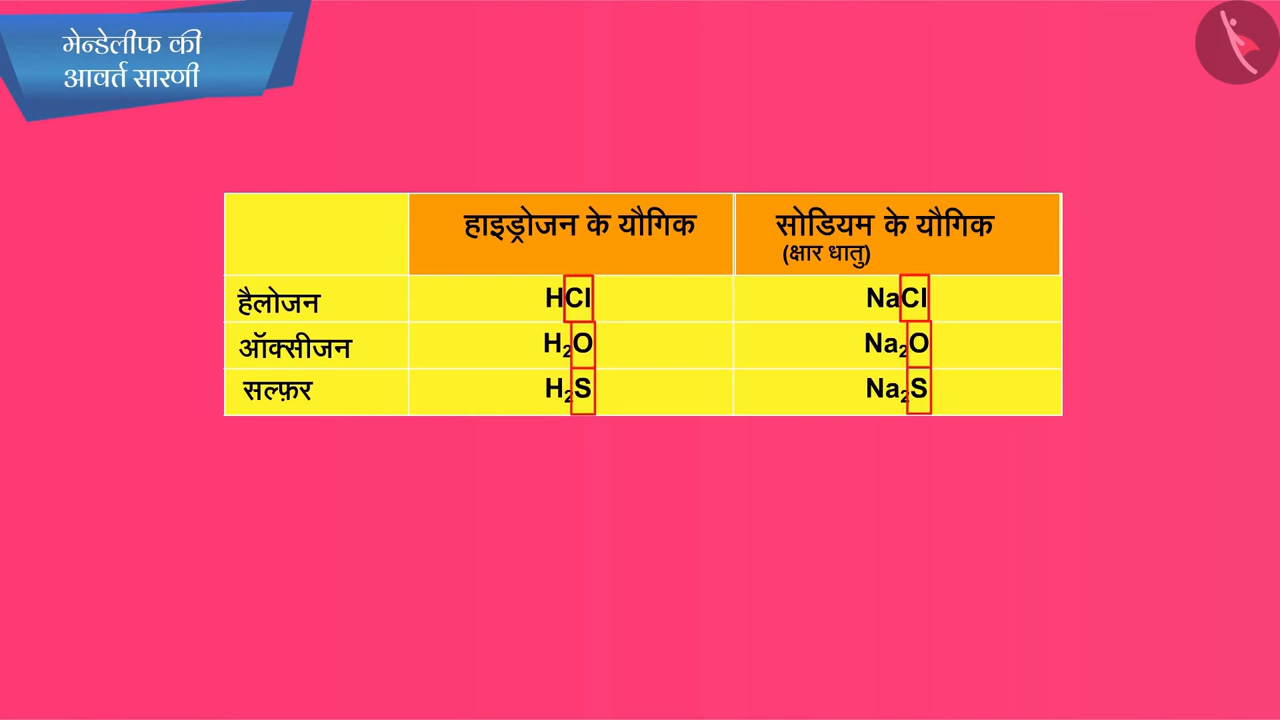 मेन्डेलीफ की
आवर्त सारणी
हाइड्रोजन के यौगिक
सोडियम के यौगिक
(क्षार धातु)
हैलोजन HCl NaCl
ऑक्सीजन H₂O Na₂O
सल्फ़र H₂S Na₂S